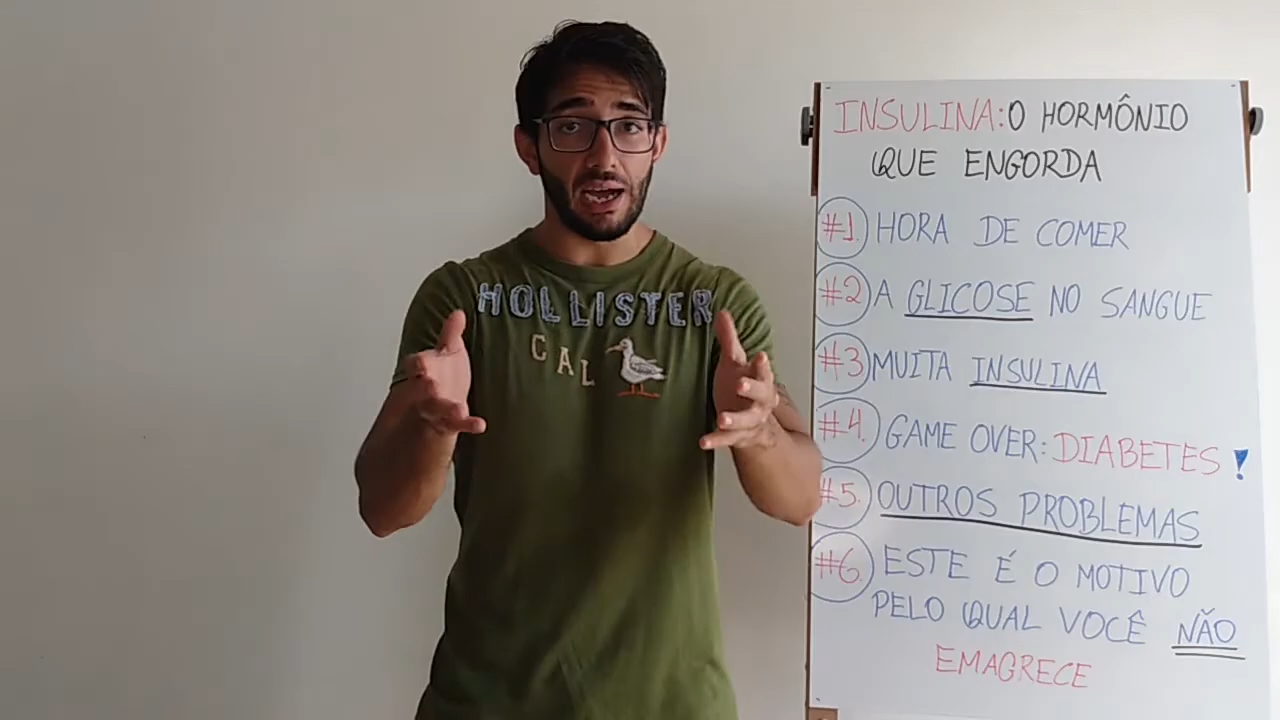 HOLLISTER
CAL
INSULINA: O HORMÔNIO
QUE ENGORDA
#1. HORA DE COMER
#2 A GLICOSE NO SANGUE
#3 MUITA INSULINA
#4. GAME OVER: DIABETES!
#5. OUTROS PROBLEMAS
#6. ESTE É O MOTIVO
PELO QUAL VOCÊ NÃO
EMAGRECE